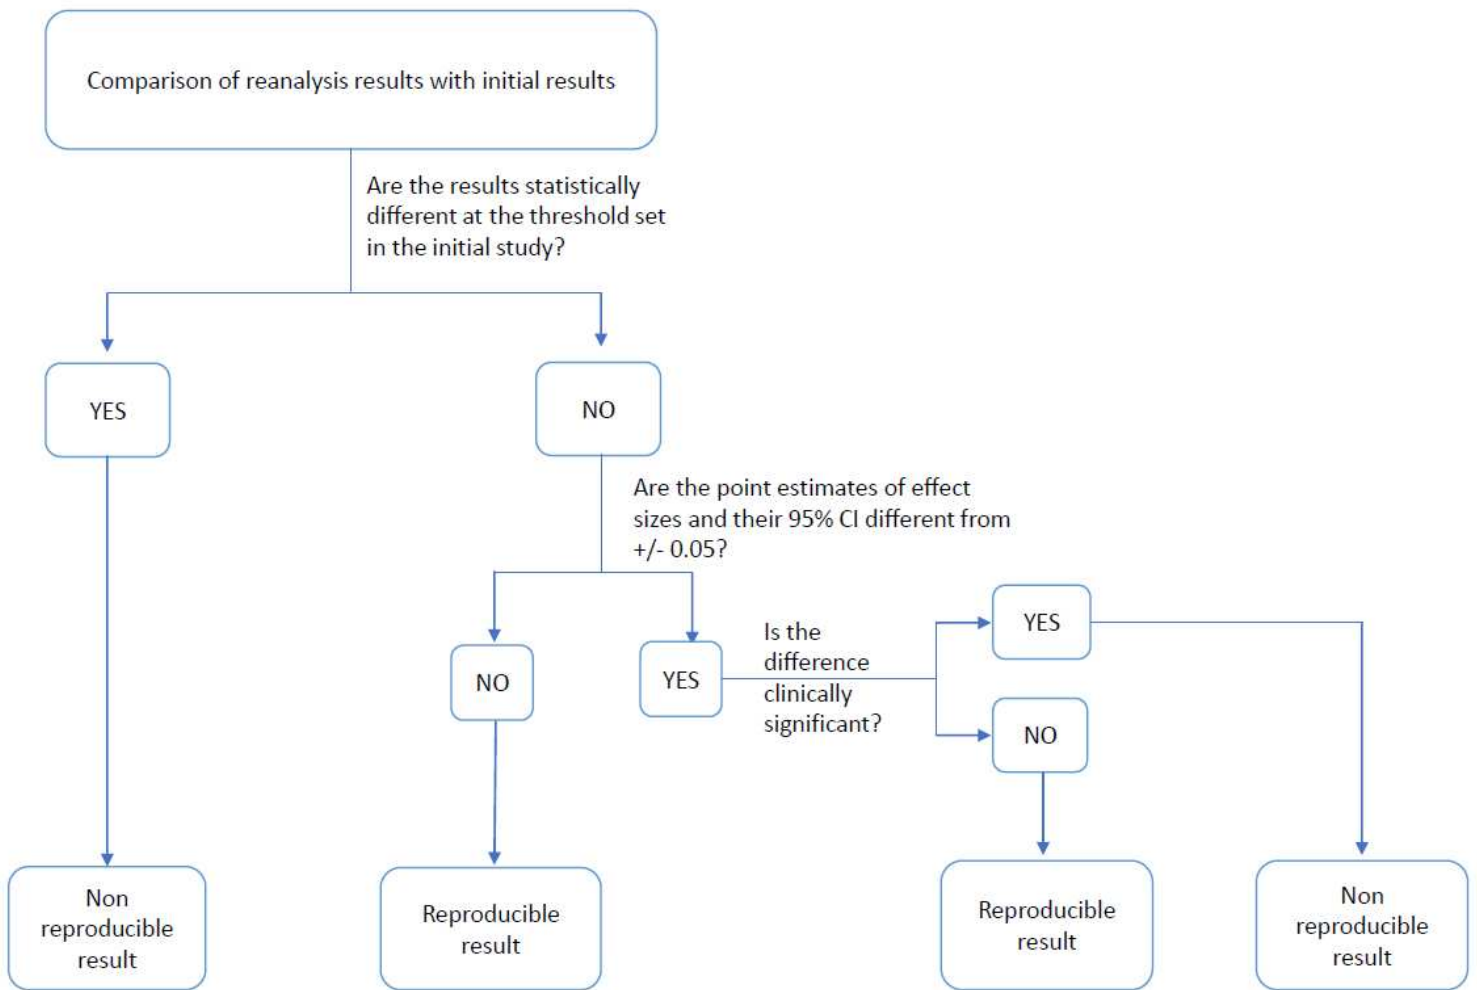 Comparison of reanalysis results with initial results
Are the results statistically
different at the threshold set
in the initial study?
YES
NO
Are the point estimates of effect
sizes and their 95% CI different from
+/- 0.05?
NO
YES
Is the
difference
clinically
significant?
YES
NO
Non
reproducible
result
Reproducible
result
Reproducible
result
Non
reproducible
result